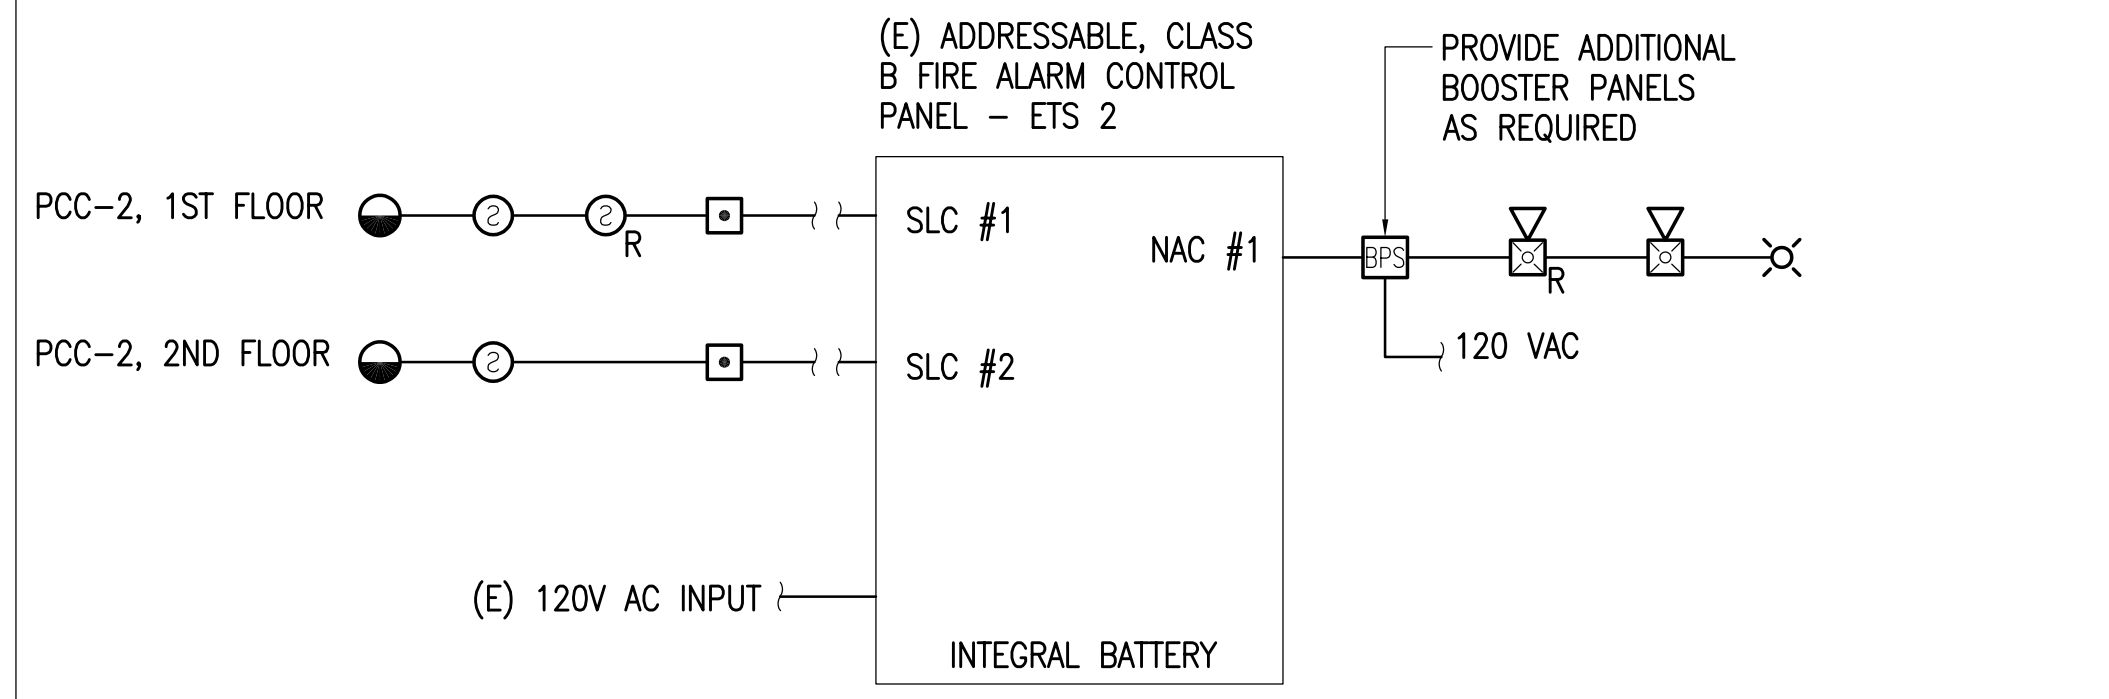 (E) ADDRESSABLE, CLASS
B FIRE ALARM CONTROL
PANEL – ETS 2
PROVIDE ADDITIONAL
BOOSTER PANELS
AS REQUIRED
PCC–2, 1ST FLOOR
S
S
R
SLC #1
NAC #1
BPS
R
120 VAC
PCC–2, 2ND FLOOR
S
SLC #2
(E) 120V AC INPUT
INTEGRAL BATTERY